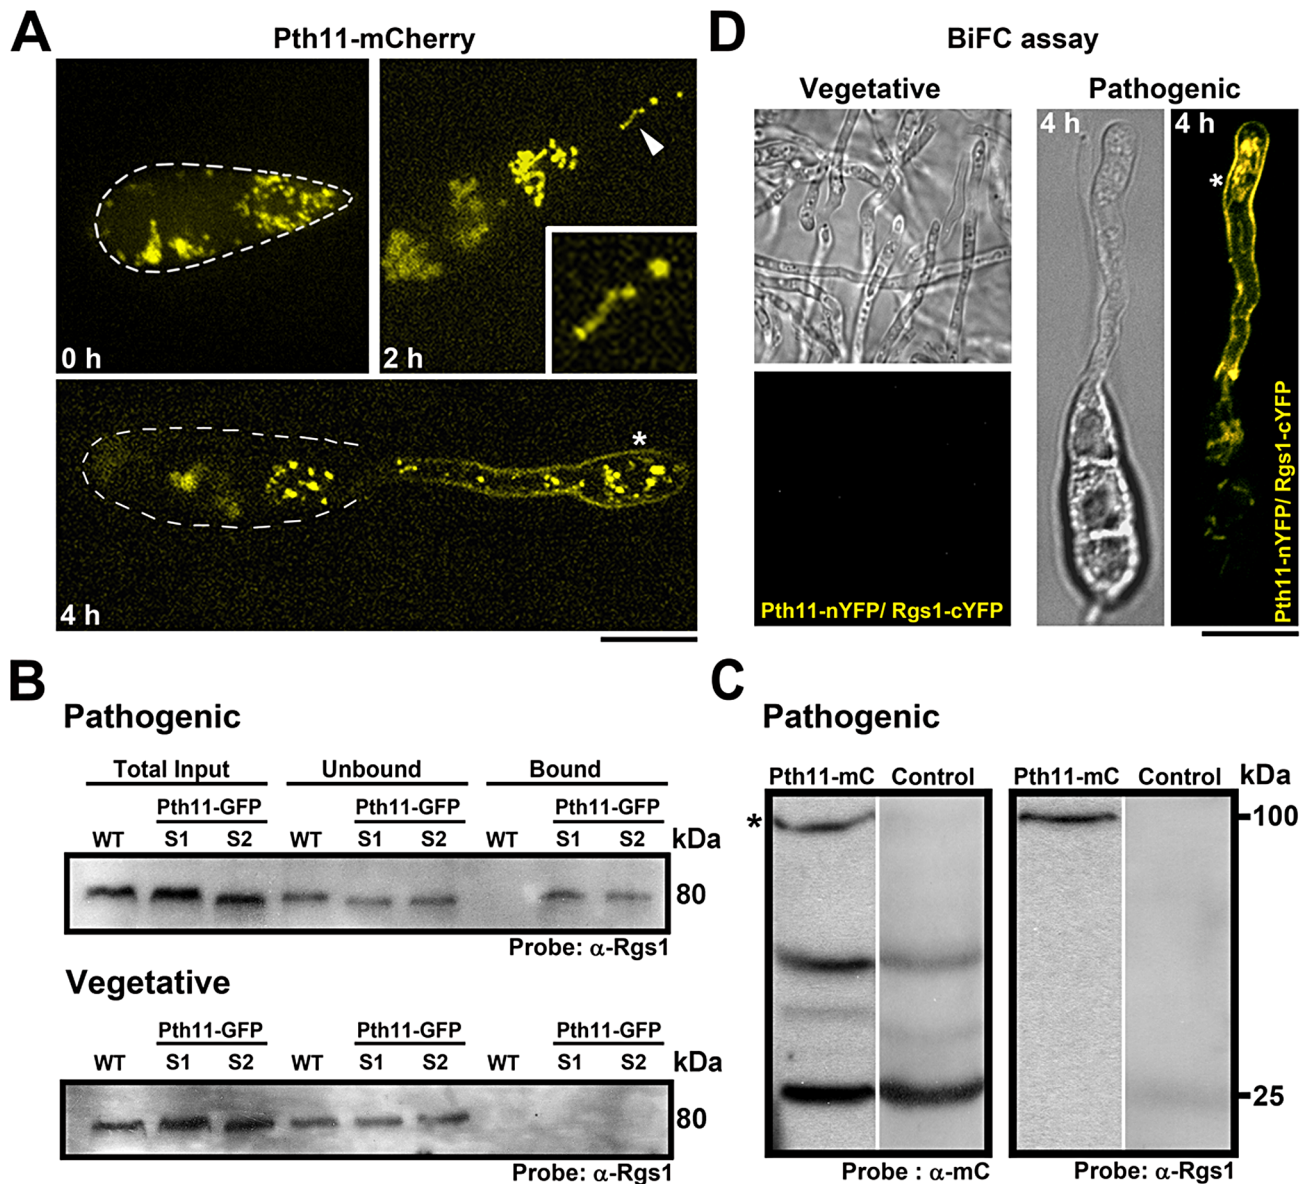 A
Pth11-mCherry
0 h
2 h
4 h
*
D
BiFC assay
Vegetative
Pathogenic
4 h
4 h
*
Pth11-nYFP/ Rgs1-cYFP
Pth11-nYFP/ Rgs1-cYFP
B
Pathogenic
Total Input Unbound Bound
Pth11-GFP Pth11-GFP Pth11-GFP
WT S1 S2 WT S1 S2 WT S1 S2 kDa
80
Probe: α-Rgs1
Vegetative
Pth11-GFP Pth11-GFP Pth11-GFP
WT S1 S2 WT S1 S2 WT S1 S2 kDa
80
Probe: α-Rgs1
C
Pathogenic
Pth11-mC Control Pth11-mC Control kDa
* 100
25
Probe : α-mC Probe: α-Rgs1